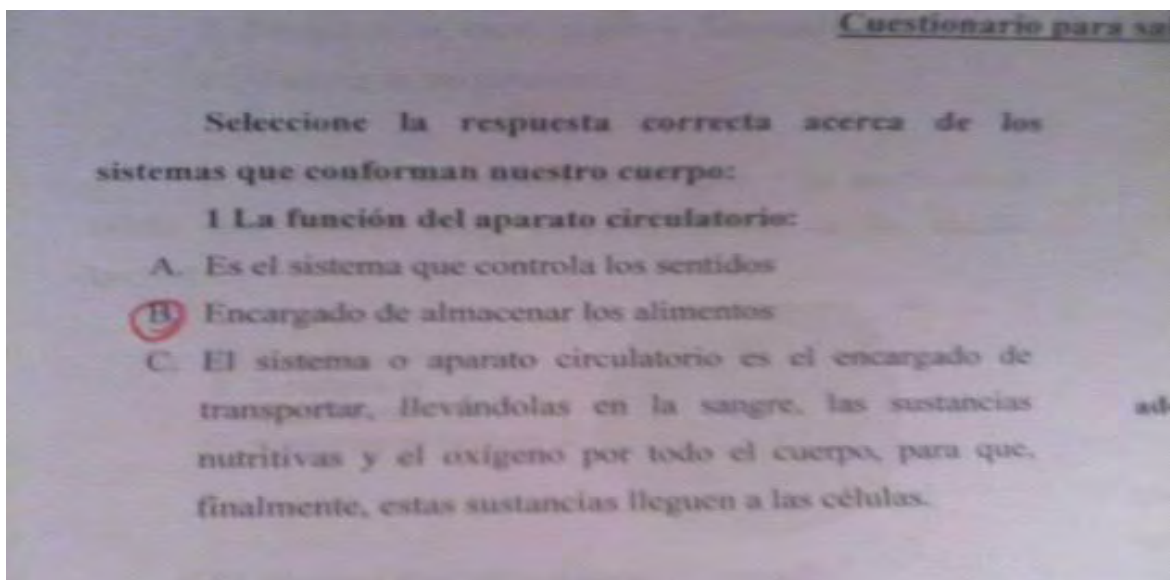 Cuestionario para
Seleccione la respuesta correcta acerca de los
sistemas que conforman nuestro cuerpo:
1 La función del aparato circulatorio:
A. Es el sistema que controla los sentidos
B. Encargado de almacenar los alimentos
C. El sistema o aparato circulatorio es el encargado de
transportar, llevándolas en la sangre, las sustancias
nutritivas y el oxígeno por todo el cuerpo, para que,
finalmente, estas sustancias lleguen a las células.